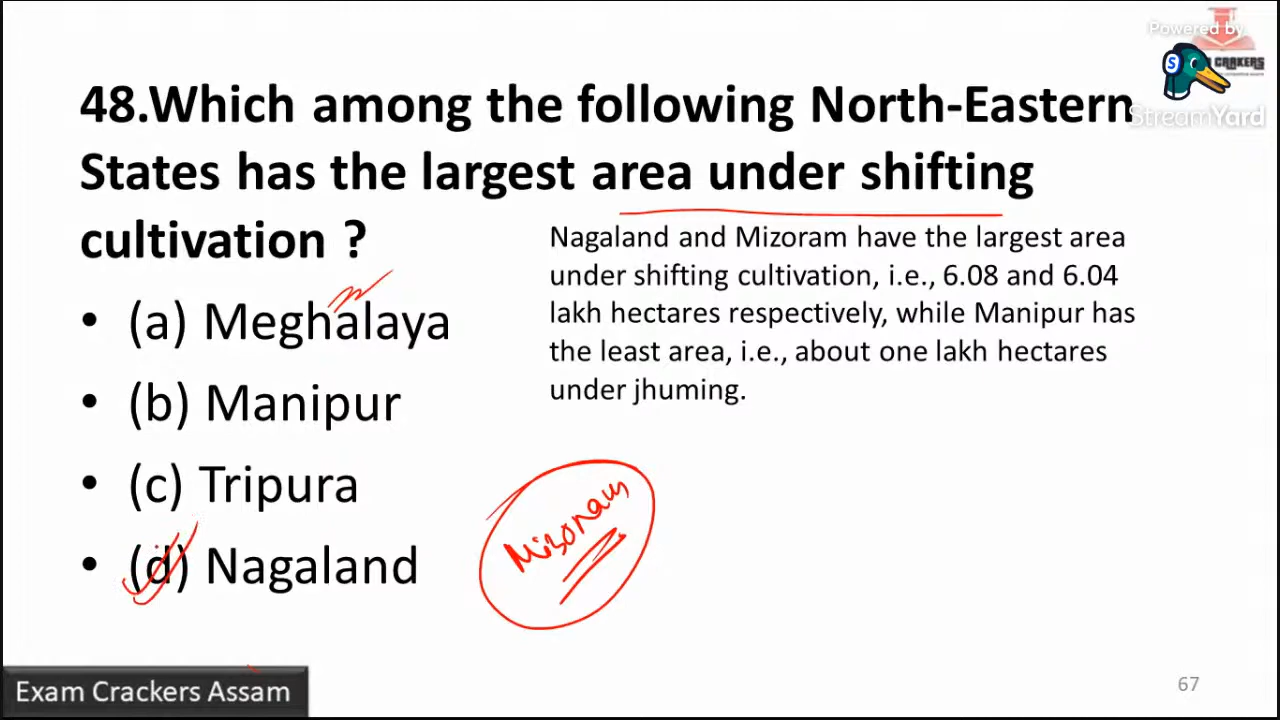 Powered by
CRAKERS
StreamYard
48.Which among the following North-Eastern
States has the largest area under shifting
cultivation ?
Nagaland and Mizoram have the largest area
under shifting cultivation, i.e., 6.08 and 6.04
lakh hectares respectively, while Manipur has
the least area, i.e., about one lakh hectares
under jhuming.
• (a) Meghalaya
• (b) Manipur
• (c) Tripura
• (d) Nagaland
Mizoram
Exam Crackers Assam
67